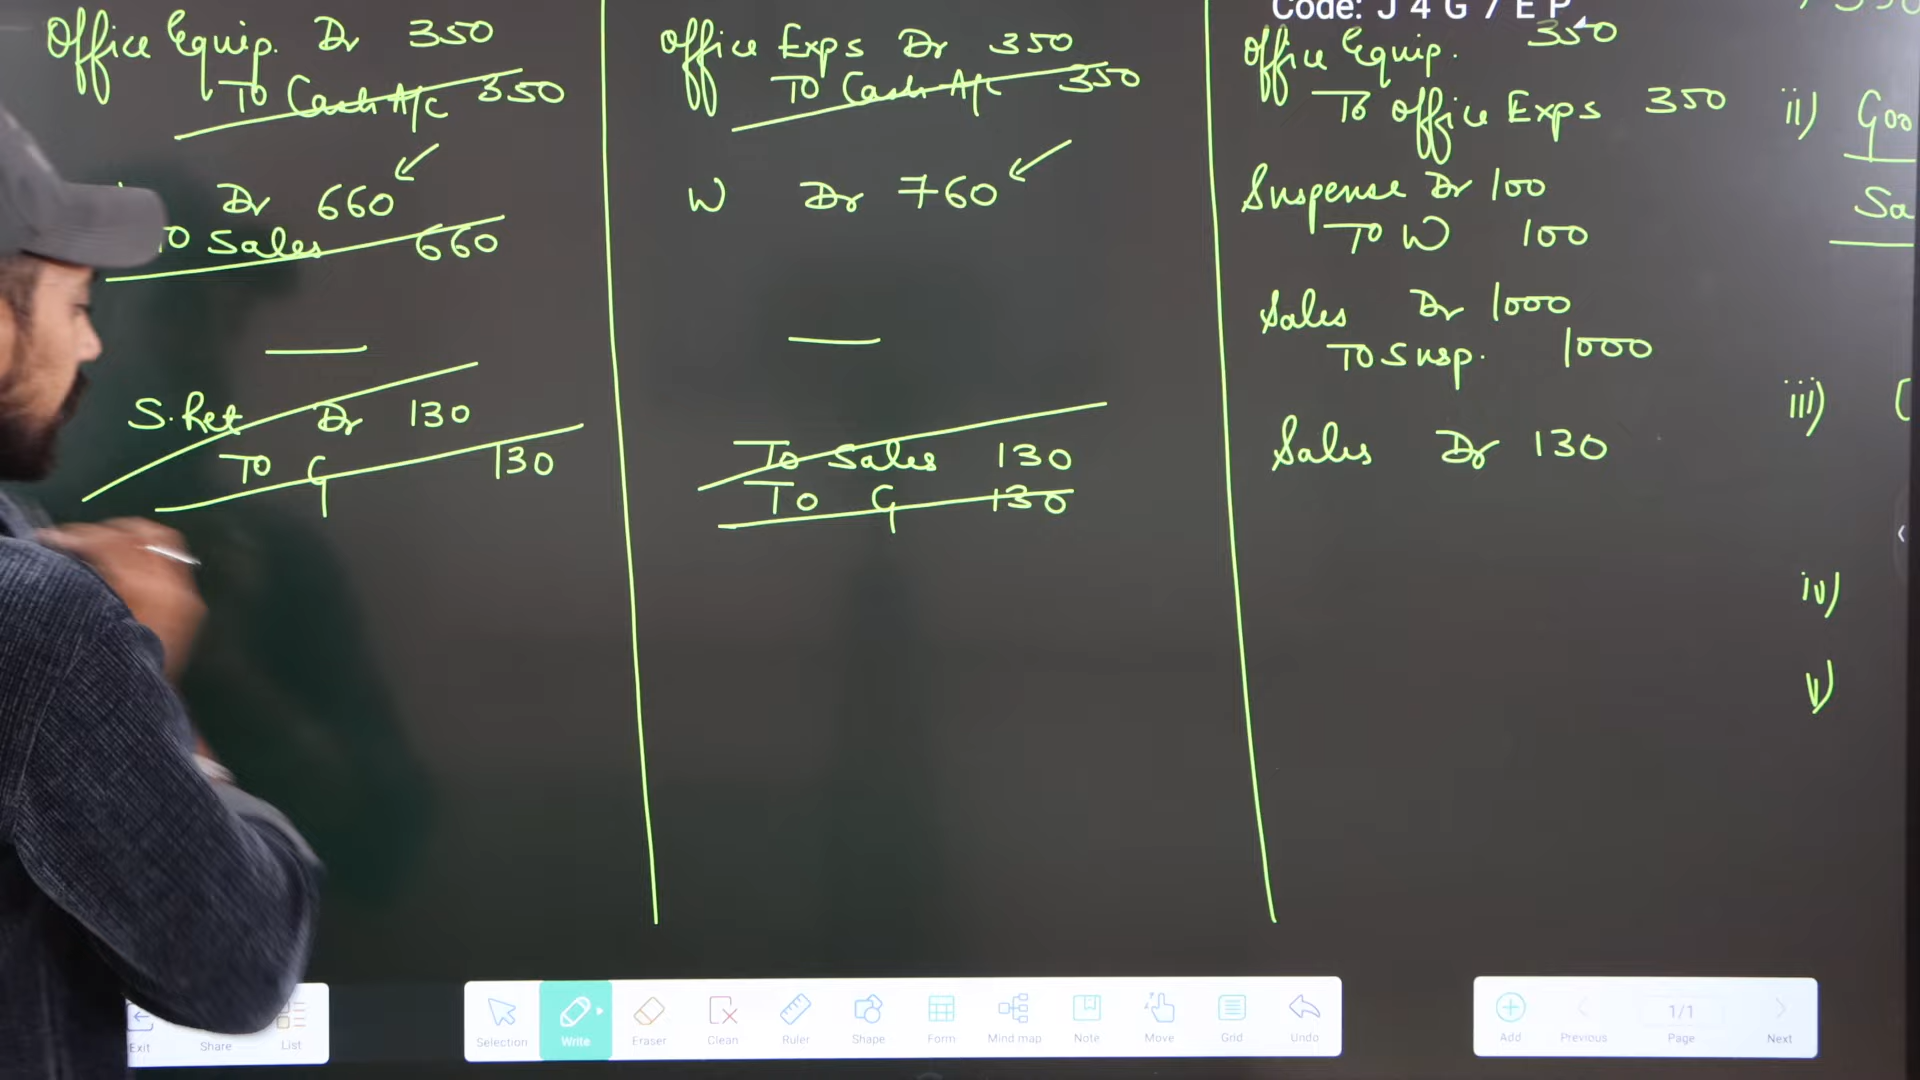 Code: J 4 G 7 E P
Office Equip. Dr 350
To Cash A/c 350
Dr 660
To Sales 660
S. Ret Dr 130
To G 130
Office Exps Dr 350
To Cash A/c 350
W Dr 760
To Sales 130
To G 130
Office Equip. 350
To Office Exps 350
Suspense Dr 100
To W 100
Sales Dr 1000
To Susp. 1000
Sales Dr 130
ii) Goo
Sa
iii)
iv)
v)
Exit Share List
Selection Write Eraser Clean Ruler Shape Form Mind map Note Move Grid Undo
Add Previous 1/1 Page Next